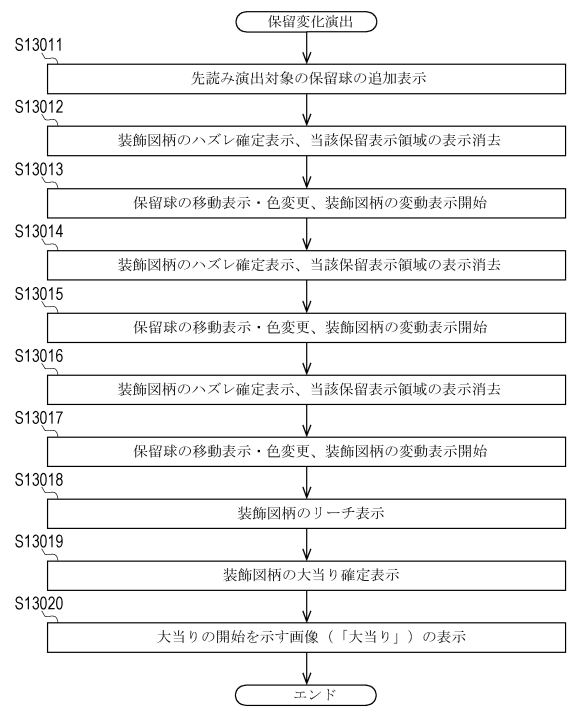 保留変化演出
S13011
先読み演出対象の保留球の追加表示
S13012
装飾図柄のハズレ確定表示、当該保留表示領域の表示消去
S13013
保留球の移動表示・色変更、装飾図柄の変動表示開始
S13014
装飾図柄のハズレ確定表示、当該保留表示領域の表示消去
S13015
保留球の移動表示・色変更、装飾図柄の変動表示開始
S13016
装飾図柄のハズレ確定表示、当該保留表示領域の表示消去
S13017
保留球の移動表示・色変更、装飾図柄の変動表示開始
S13018
装飾図柄のリーチ表示
S13019
装飾図柄の大当り確定表示
S13020
大当りの開始を示す画像（「大当り」）の表示
エンド